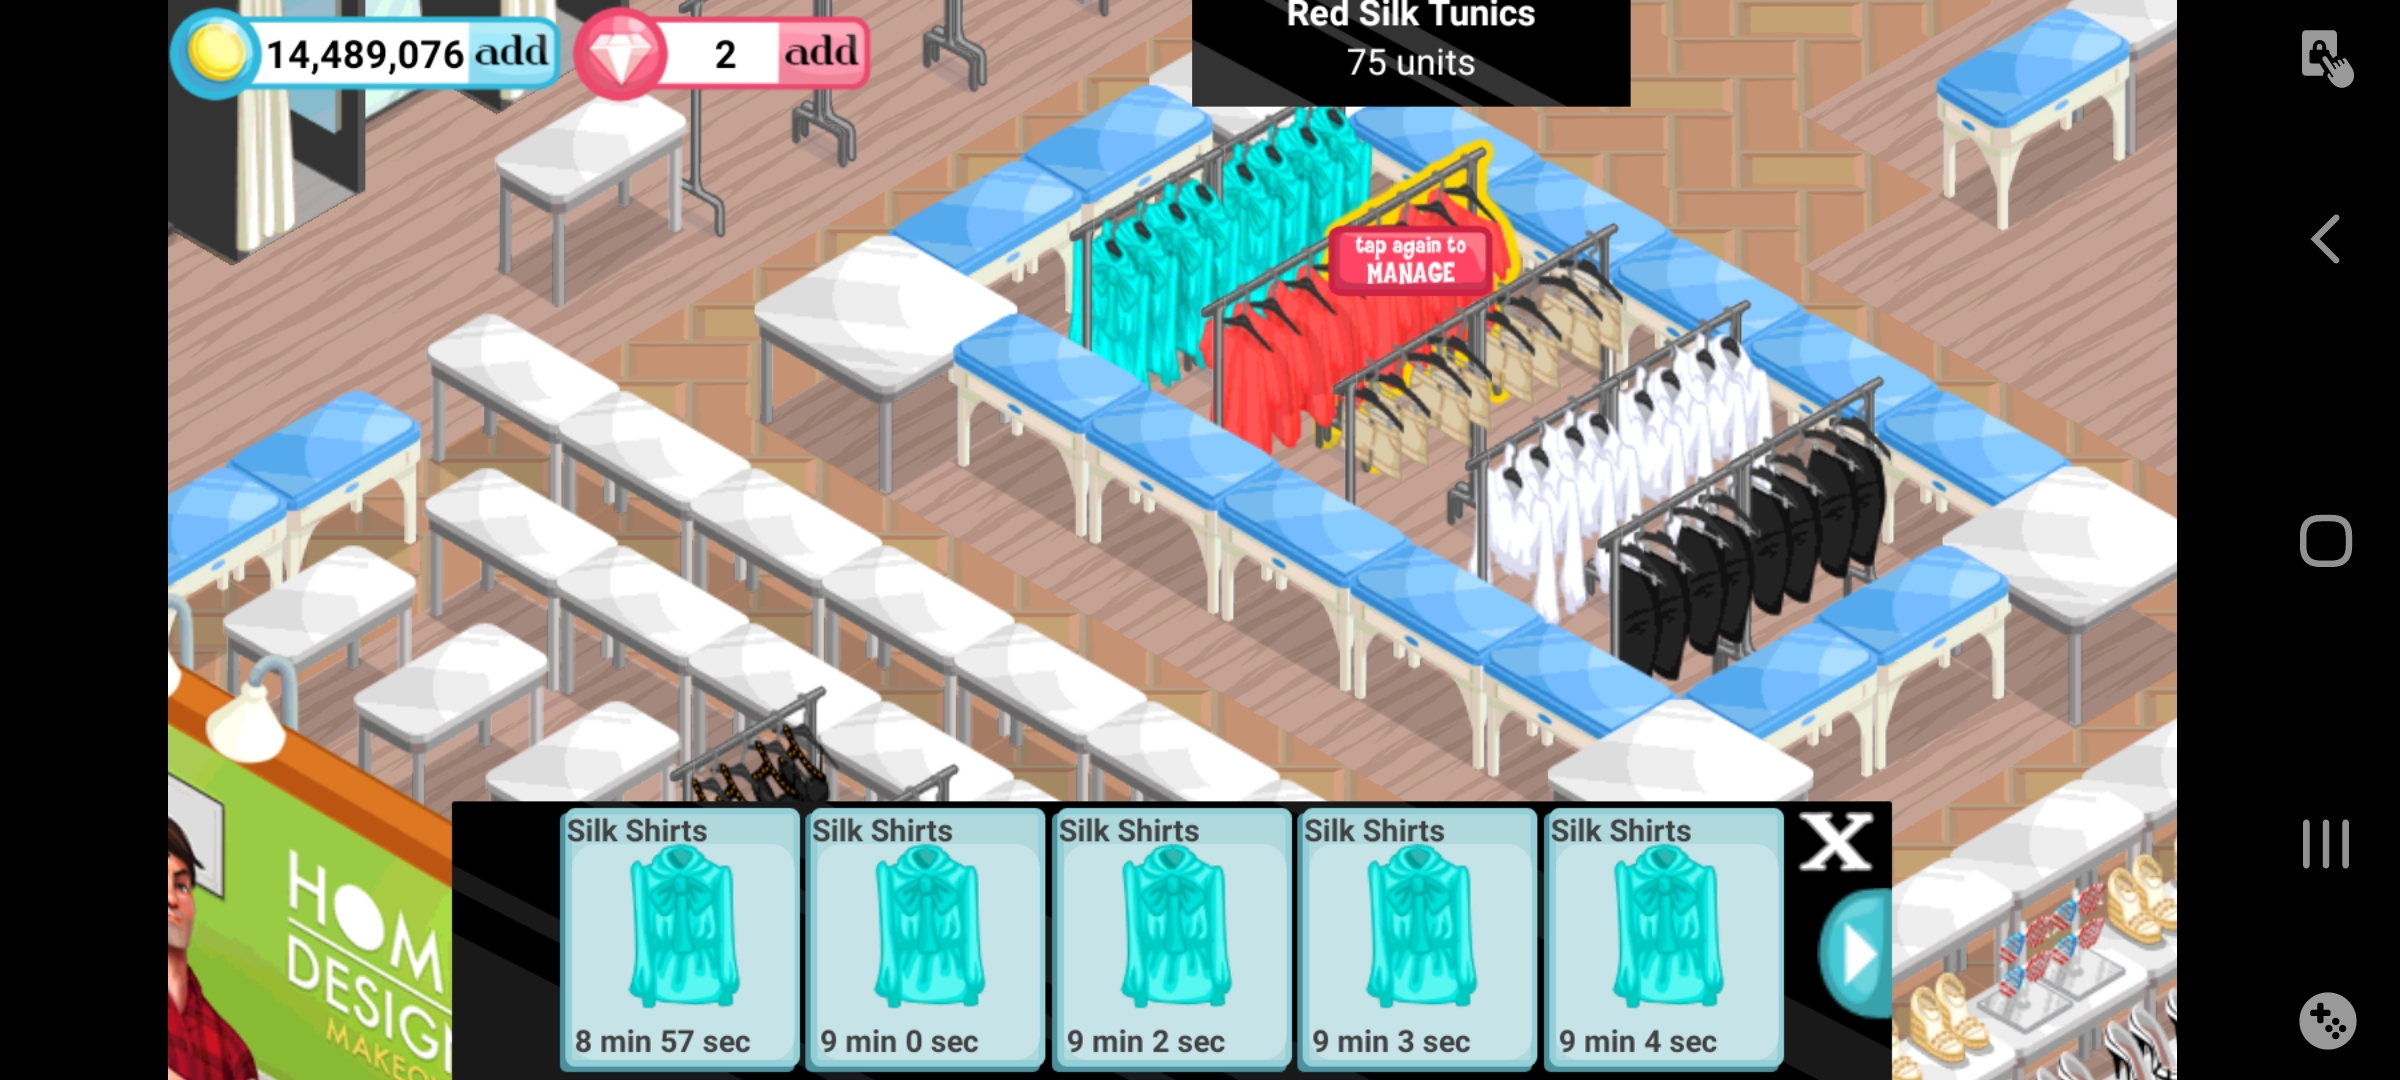 14,489,076 add
2 add
Red Silk Tunics
75 units
tap again to
MANAGE
HOM
DESIG
MAKEO
Silk Shirts
8 min 57 sec
Silk Shirts
9 min 0 sec
Silk Shirts
9 min 2 sec
Silk Shirts
9 min 3 sec
Silk Shirts
9 min 4 sec
X